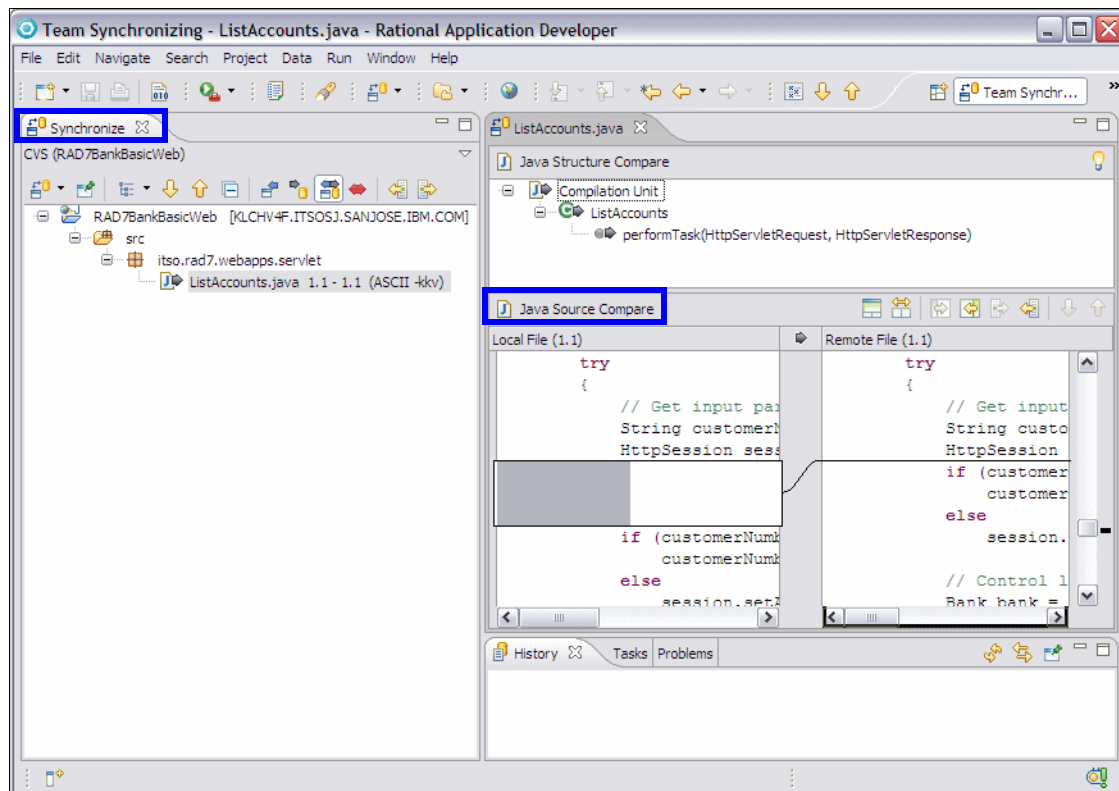 Team Synchronizing - ListAccounts.java - Rational Application Developer
File Edit Navigate Search Project Data Run Window Help
Team Synchr...
Synchronize
CVS (RAD7BankBasicWeb)
RAD7BankBasicWeb [KLCHV4F.ITSOSJ.SANJOSE.IBM.COM]
src
itso.rad7.webapps.servlet
ListAccounts.java 1.1 - 1.1 (ASCII -kkv)
ListAccounts.java
Java Structure Compare
Compilation Unit
ListAccounts
performTask(HttpServletRequest, HttpServletResponse)
Java Source Compare
Local File (1.1)
try
{
// Get input par
String customerN
HttpSession sess
if (customerNumb
customerNumb
else
session.setA
Remote File (1.1)
try
{
// Get input
String custo
HttpSession
if (customer
customer
else
session.
// Control l
Bank bank =
History Tasks Problems